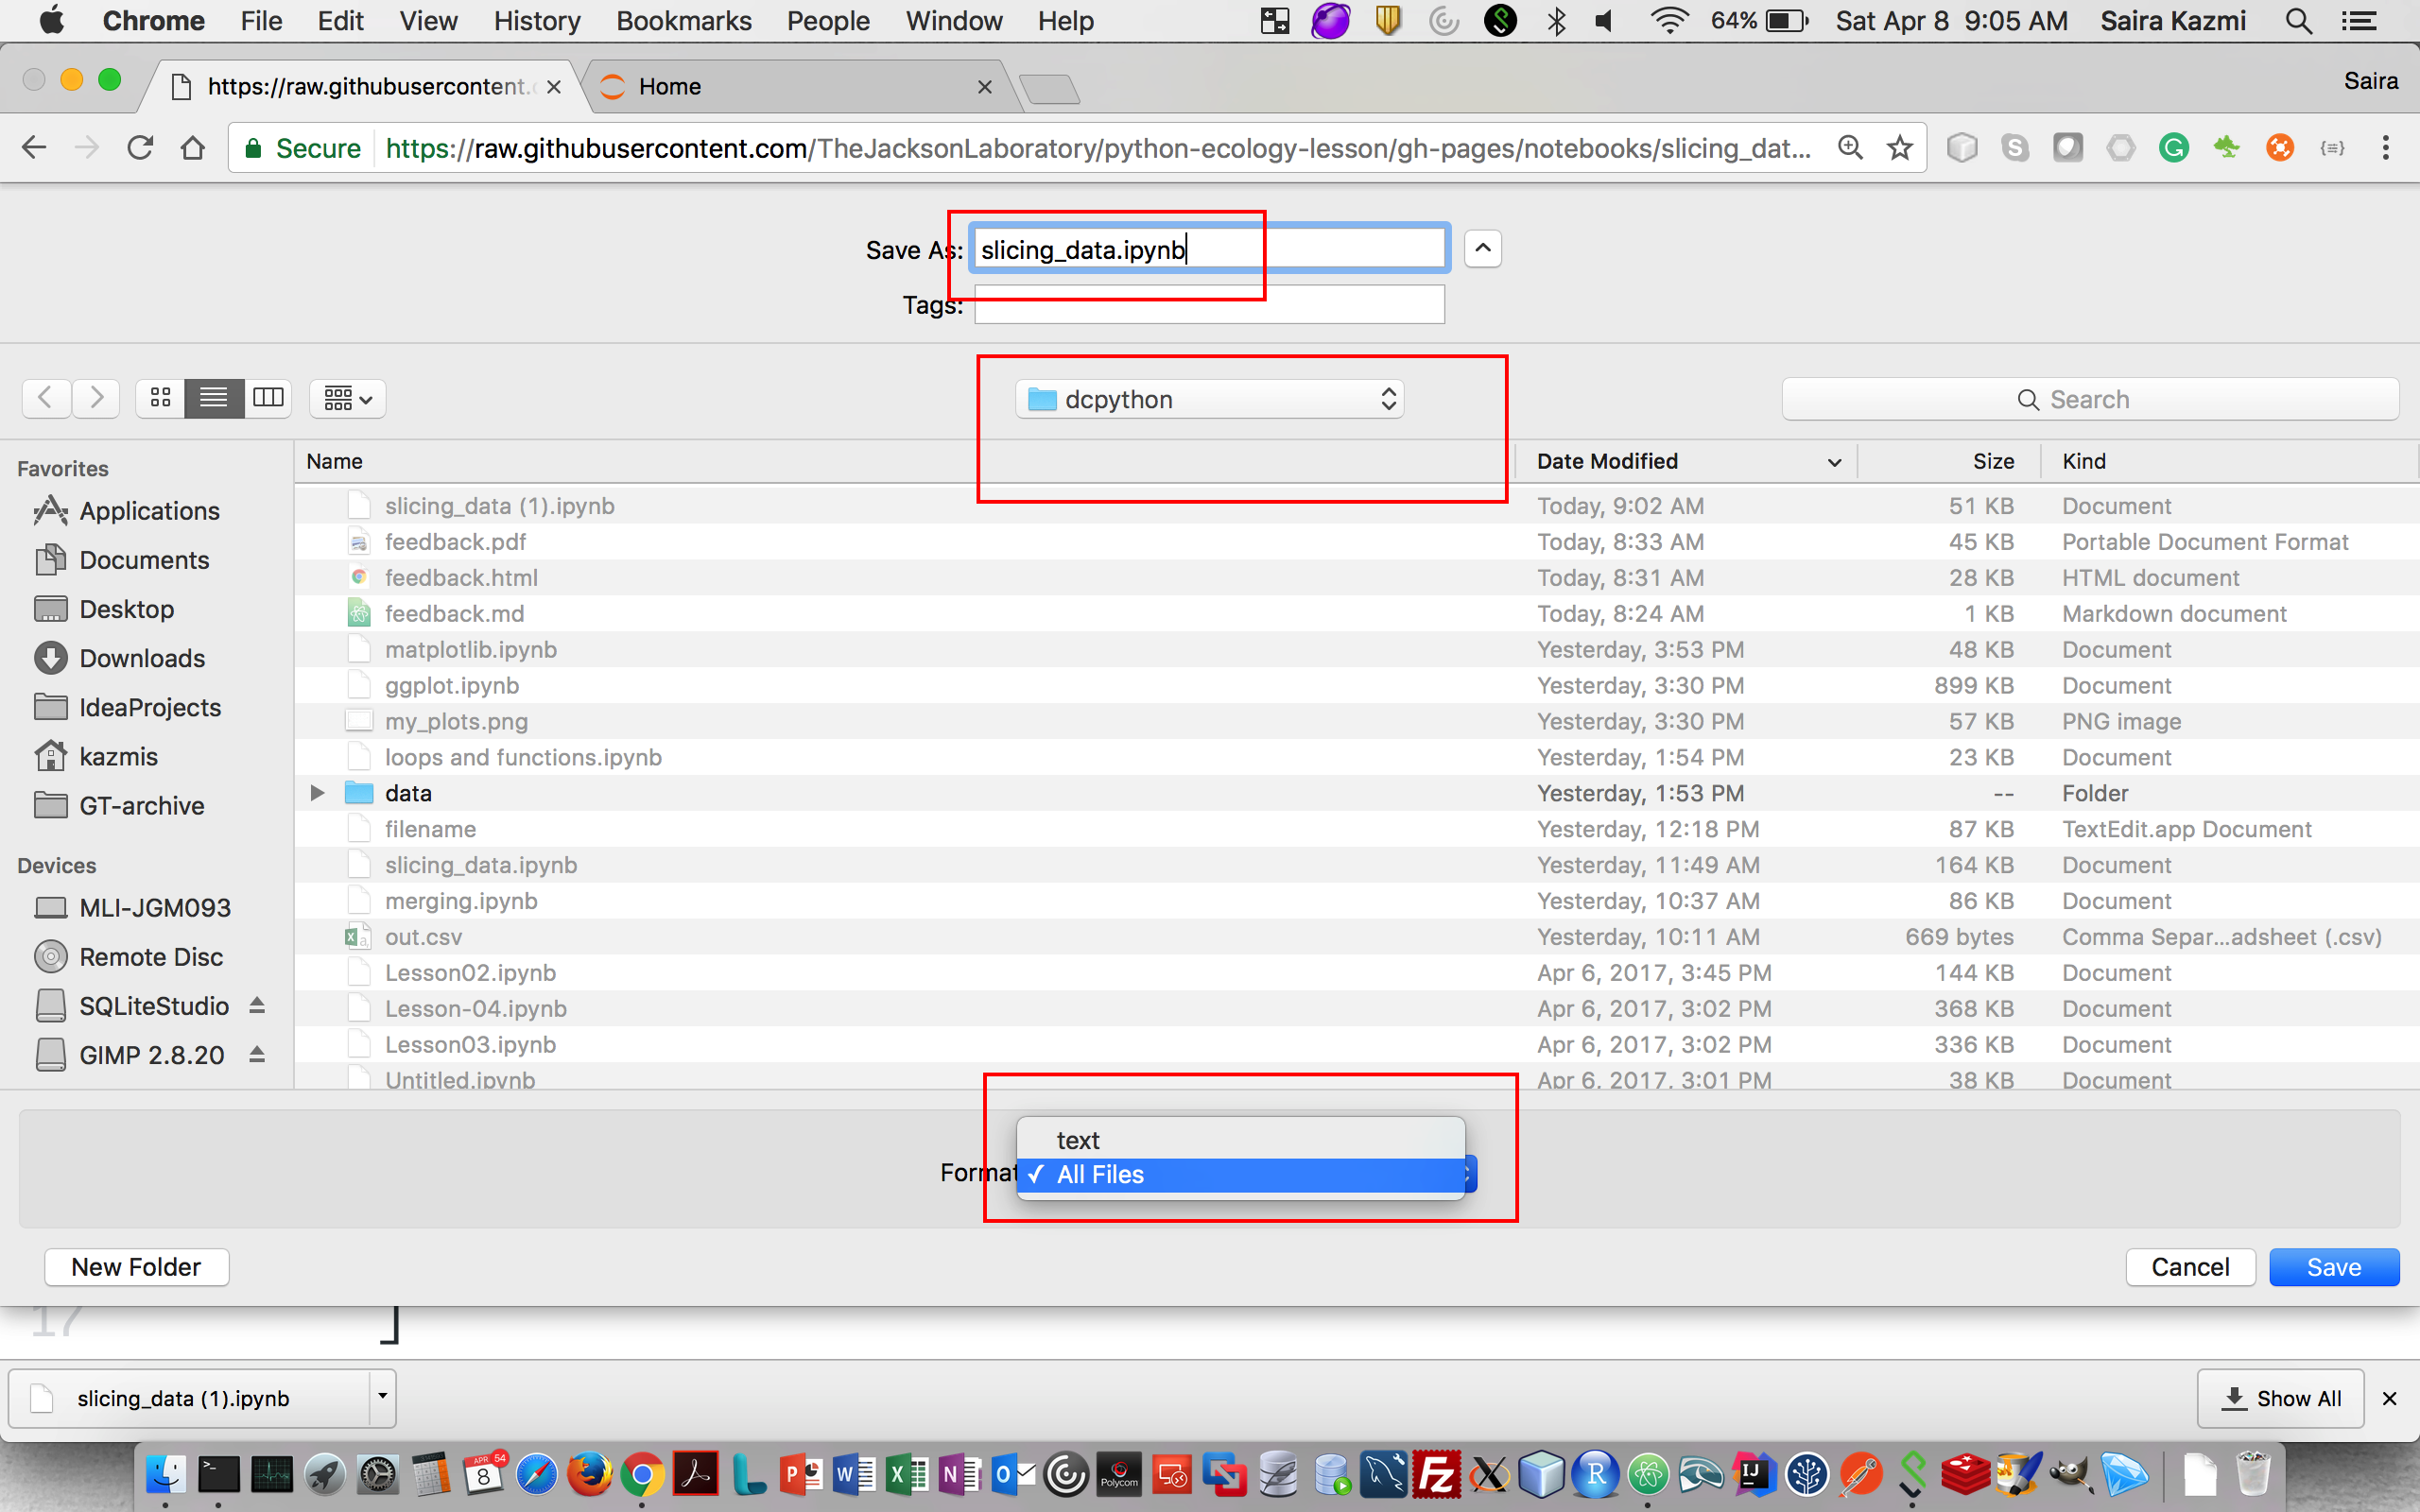 Chrome File Edit View History Bookmarks People Window Help 64% Sat Apr 8 9:05 AM Saira Kazmi
https://raw.githubusercontent. Home Saira
Secure https://raw.githubusercontent.com/TheJacksonLaboratory/python-ecology-lesson/gh-pages/notebooks/slicing_dat...
Save As: slicing_data.ipynb
Tags:
dcpython Search
Favorites Name Date Modified Size Kind
slicing_data (1).ipynb Today, 9:02 AM 51 KB Document
Applications
feedback.pdf Today, 8:33 AM 45 KB Portable Document Format
Documents
feedback.html Today, 8:31 AM 28 KB HTML document
Desktop feedback.md Today, 8:24 AM 1 KB Markdown document
Downloads matplotlib.ipynb Yesterday, 3:53 PM 48 KB Document
ggplot.ipynb Yesterday, 3:30 PM 899 KB Document
IdeaProjects
my_plots.png Yesterday, 3:30 PM 57 KB PNG image
kazmis loops and functions.ipynb Yesterday, 1:54 PM 23 KB Document
data Yesterday, 1:53 PM -- Folder
GT-archive
filename Yesterday, 12:18 PM 87 KB TextEdit.app Document
Devices slicing_data.ipynb Yesterday, 11:49 AM 164 KB Document
MLI-JGM093 merging.ipynb Yesterday, 10:37 AM 86 KB Document
out.csv Yesterday, 10:11 AM 669 bytes Comma Separ...adsheet (.csv)
Remote Disc
Lesson02.ipynb Apr 6, 2017, 3:45 PM 144 KB Document
SQLiteStudio Lesson-04.ipynb Apr 6, 2017, 3:02 PM 368 KB Document
GIMP 2.8.20 Lesson03.ipynb Apr 6, 2017, 3:02 PM 336 KB Document
Untitled.ipynb Apr 6, 2017, 3:01 PM 38 KB Document
text
Format ✓ All Files
New Folder Cancel Save
17 ]
slicing_data (1).ipynb Show All
APR 54
8
Polycom
Fz
R
IJ